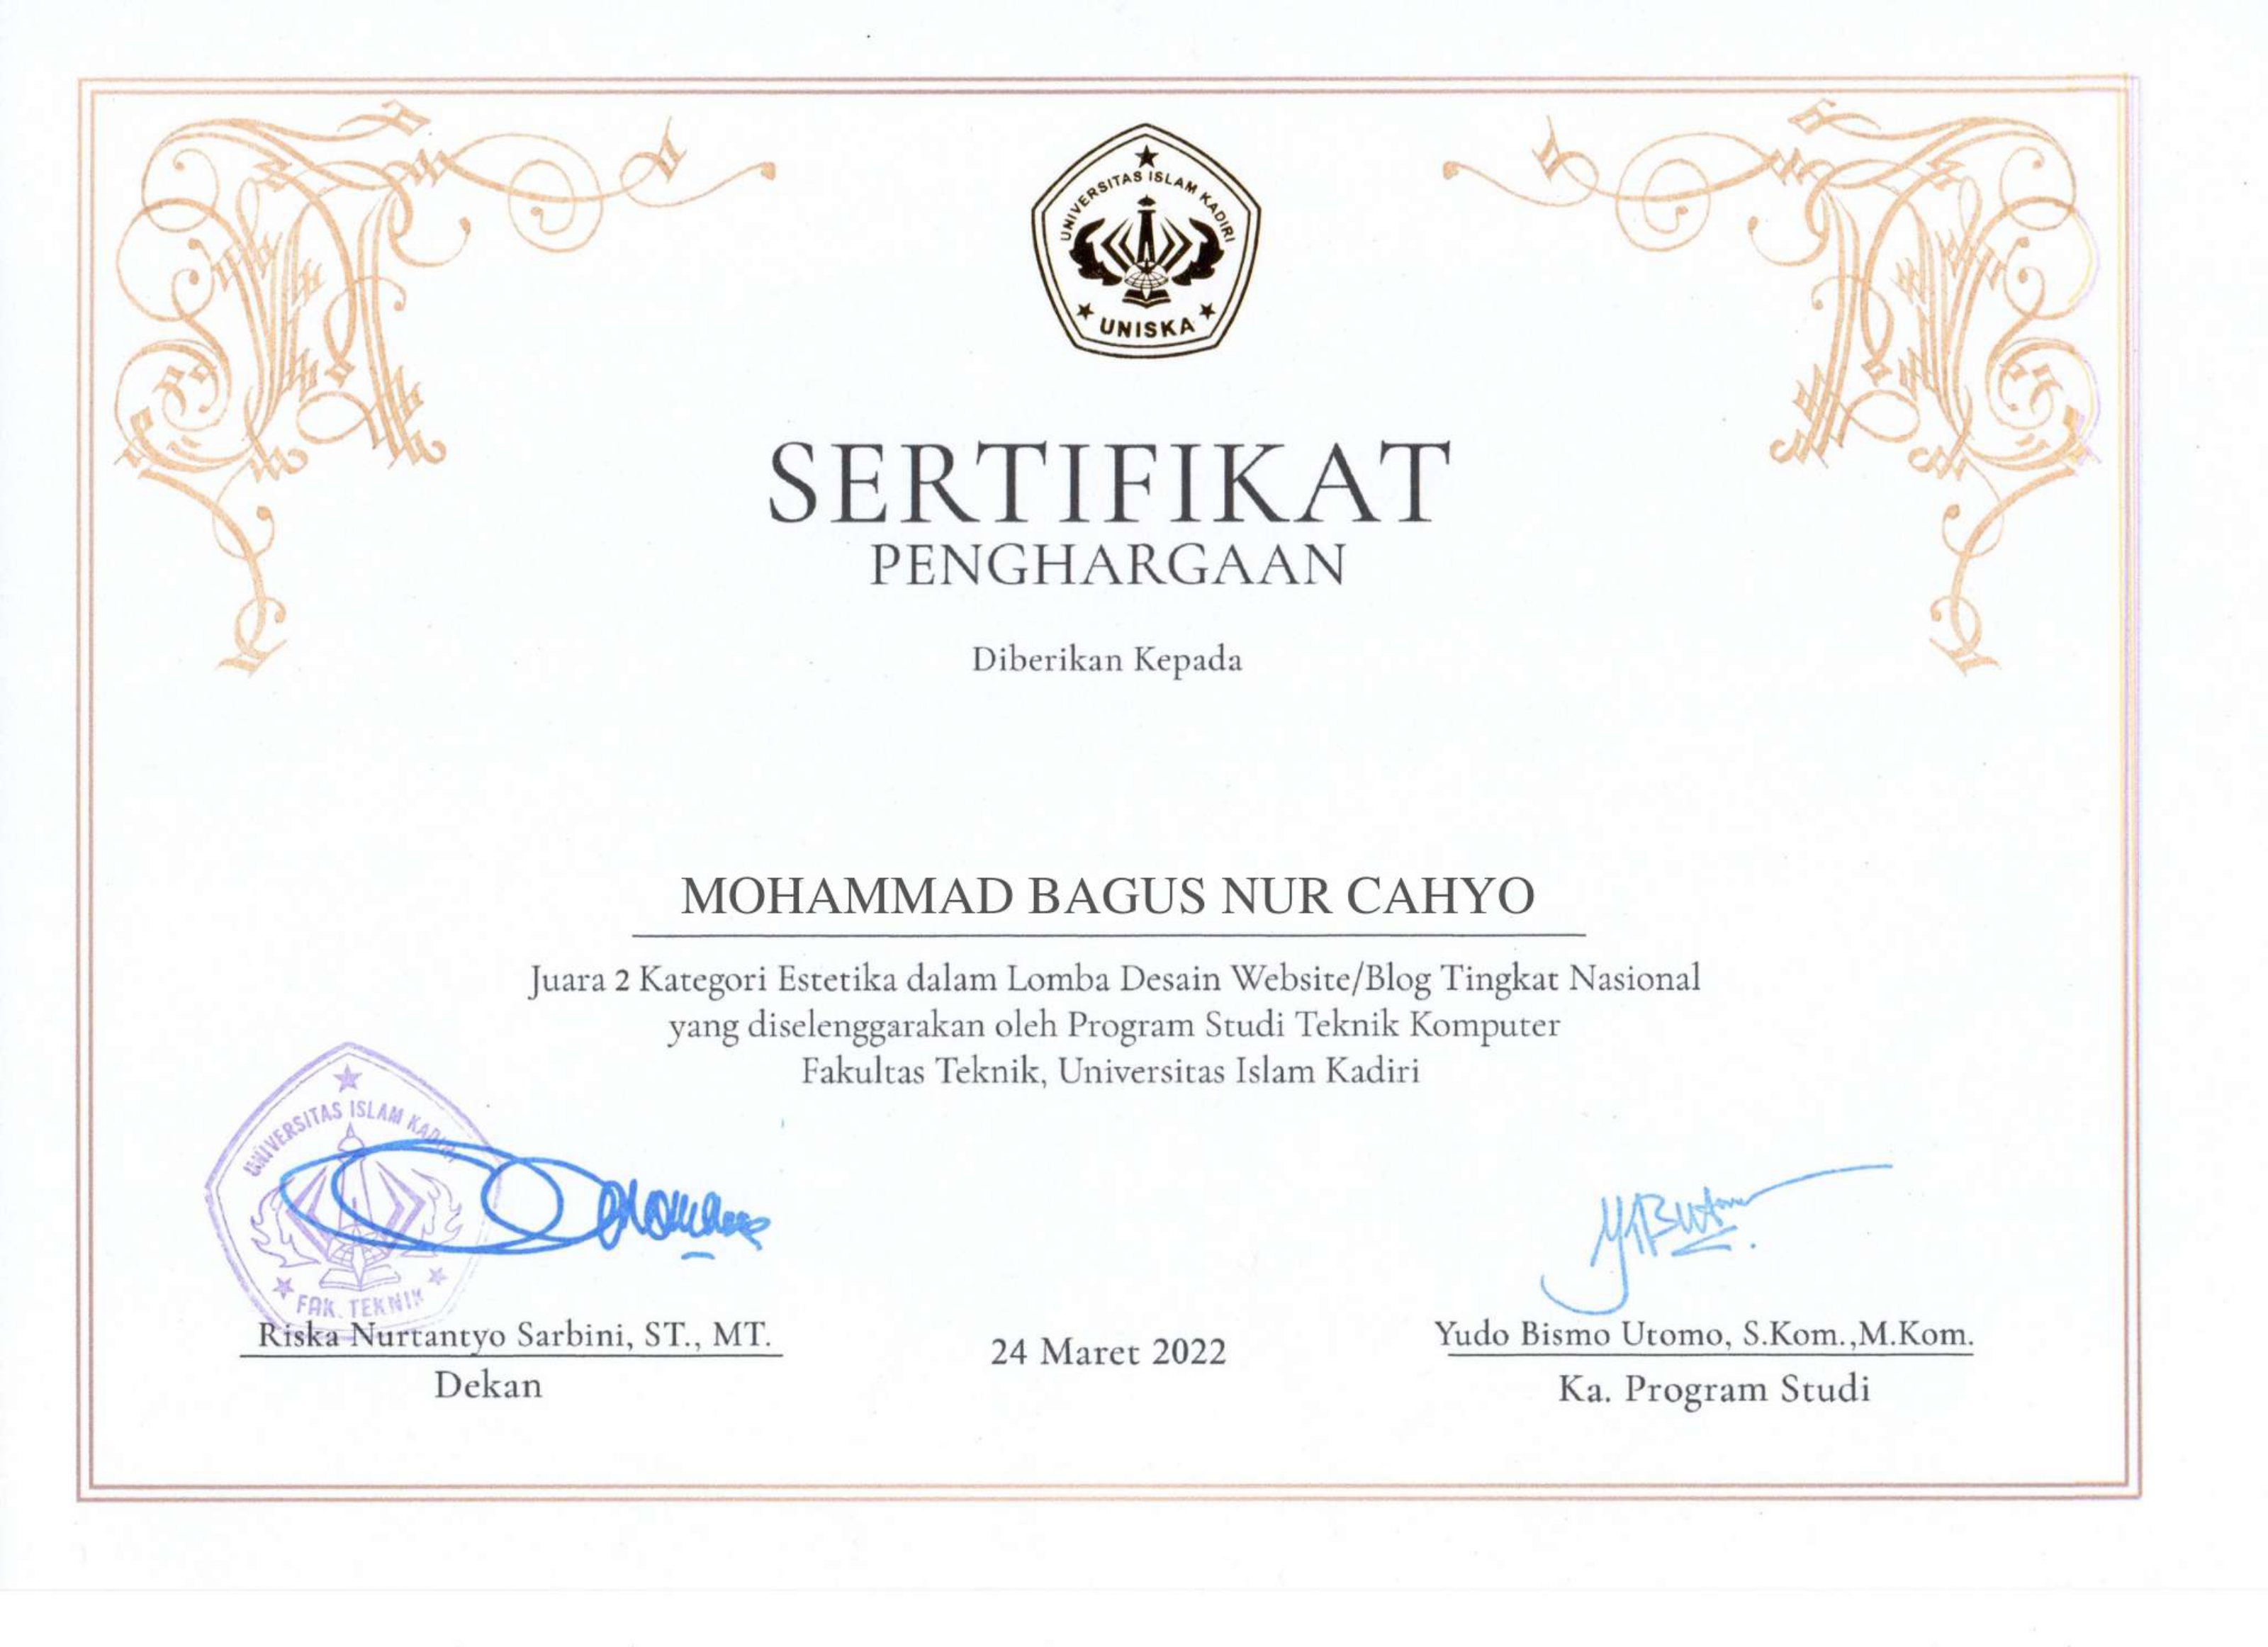 UNIVERSITAS ISLAM KADIRI
UNISKA
SERTIFIKAT
PENGHARGAAN
Diberikan Kepada
MOHAMMAD BAGUS NUR CAHYO
Juara 2 Kategori Estetika dalam Lomba Desain Website/Blog Tingkat Nasional
yang diselenggarakan oleh Program Studi Teknik Komputer
Fakultas Teknik, Universitas Islam Kadiri
UNIVERSITAS ISLAM KADIRI
FAK. TEKNIK
Riska Nurtantyo Sarbini, ST., MT.
Dekan
24 Maret 2022
Yudo Bismo Utomo, S.Kom.,M.Kom.
Ka. Program Studi